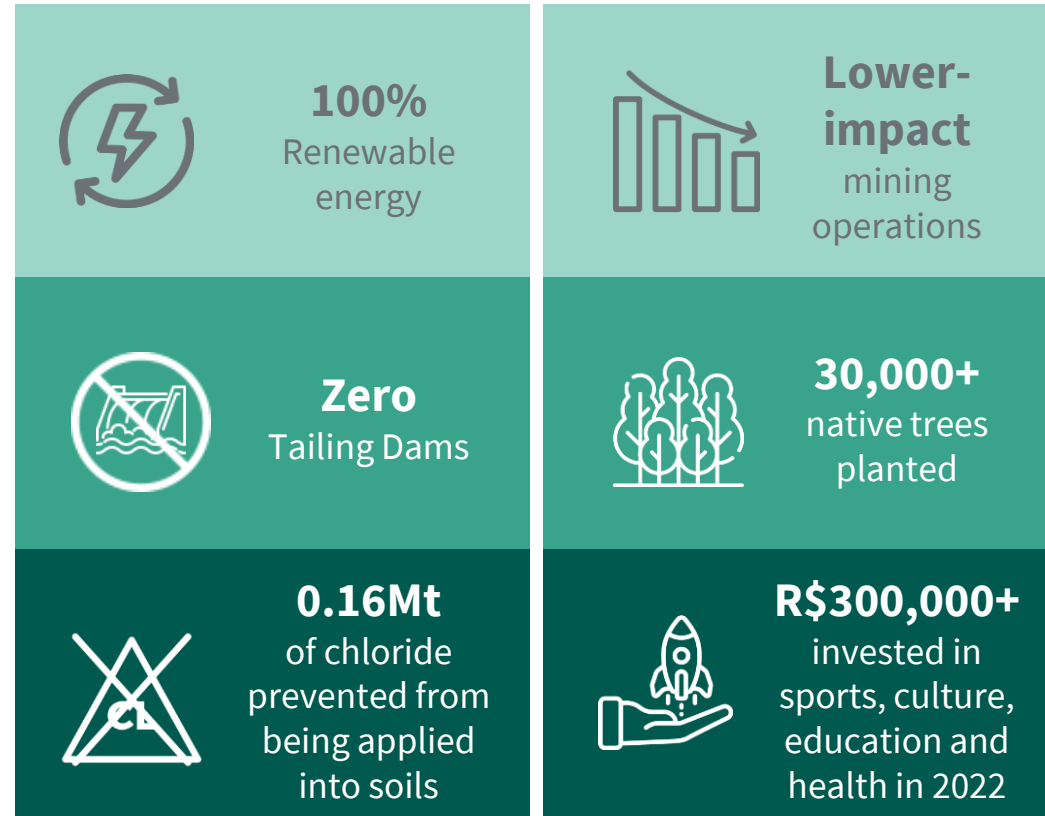 100%
Renewable
energy
Lower-
impact
mining
operations
Zero
Tailing Dams
30,000+
native trees
planted
CL
0.16Mt
of chloride
prevented from
being applied
into soils
R$300,000+
invested in
sports, culture,
education and
health in 2022